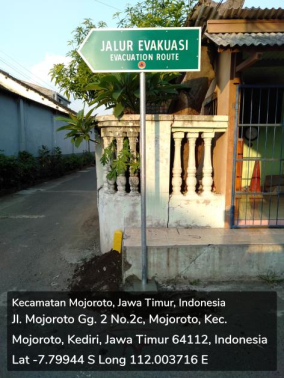 JALUR EVAKUASI
EVACUATION ROUTE
Kecamatan Mojoroto, Jawa Timur, Indonesia
Jl. Mojoroto Gg. 2 No.2c, Mojoroto, Kec.
Mojoroto, Kediri, Jawa Timur 64112, Indonesia
Lat -7.79944 S Long 112.003716 E